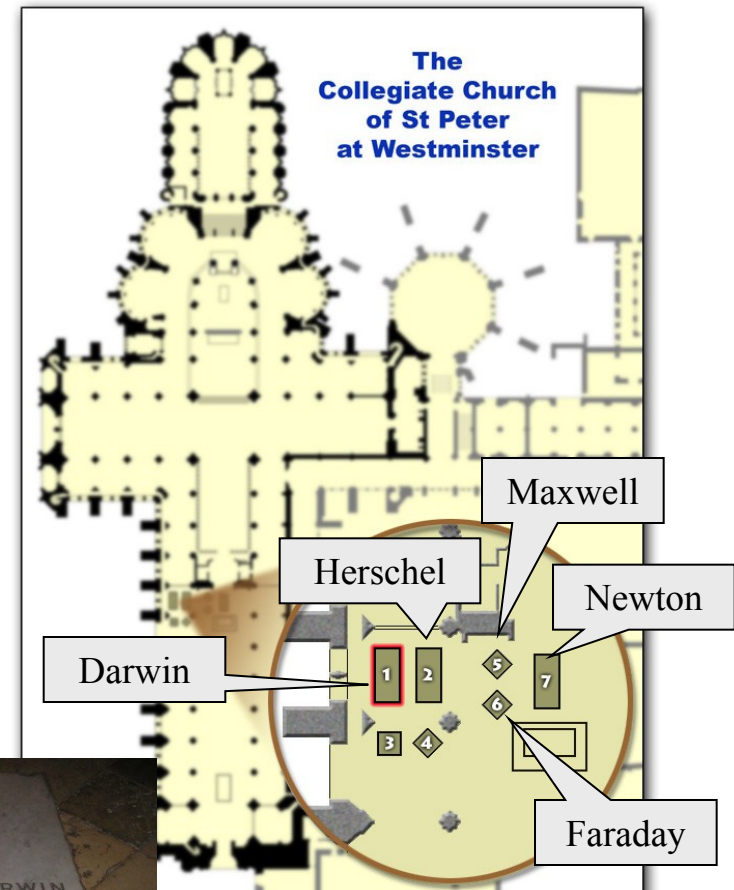 The
Collegiate Church
of St Peter
at Westminster
Maxwell
Herschel
Newton
Darwin
1
2
5
7
6
3
4
Faraday
RWIN